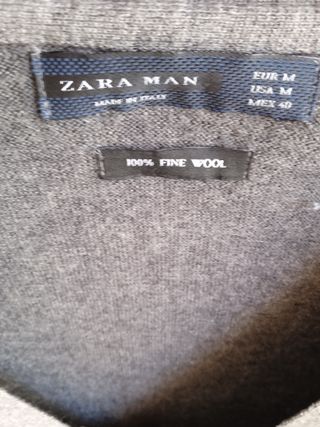 ZARA MAN
MADE IN ITALY
EUR M
USA M
MEX 40
100% FINE WOOL